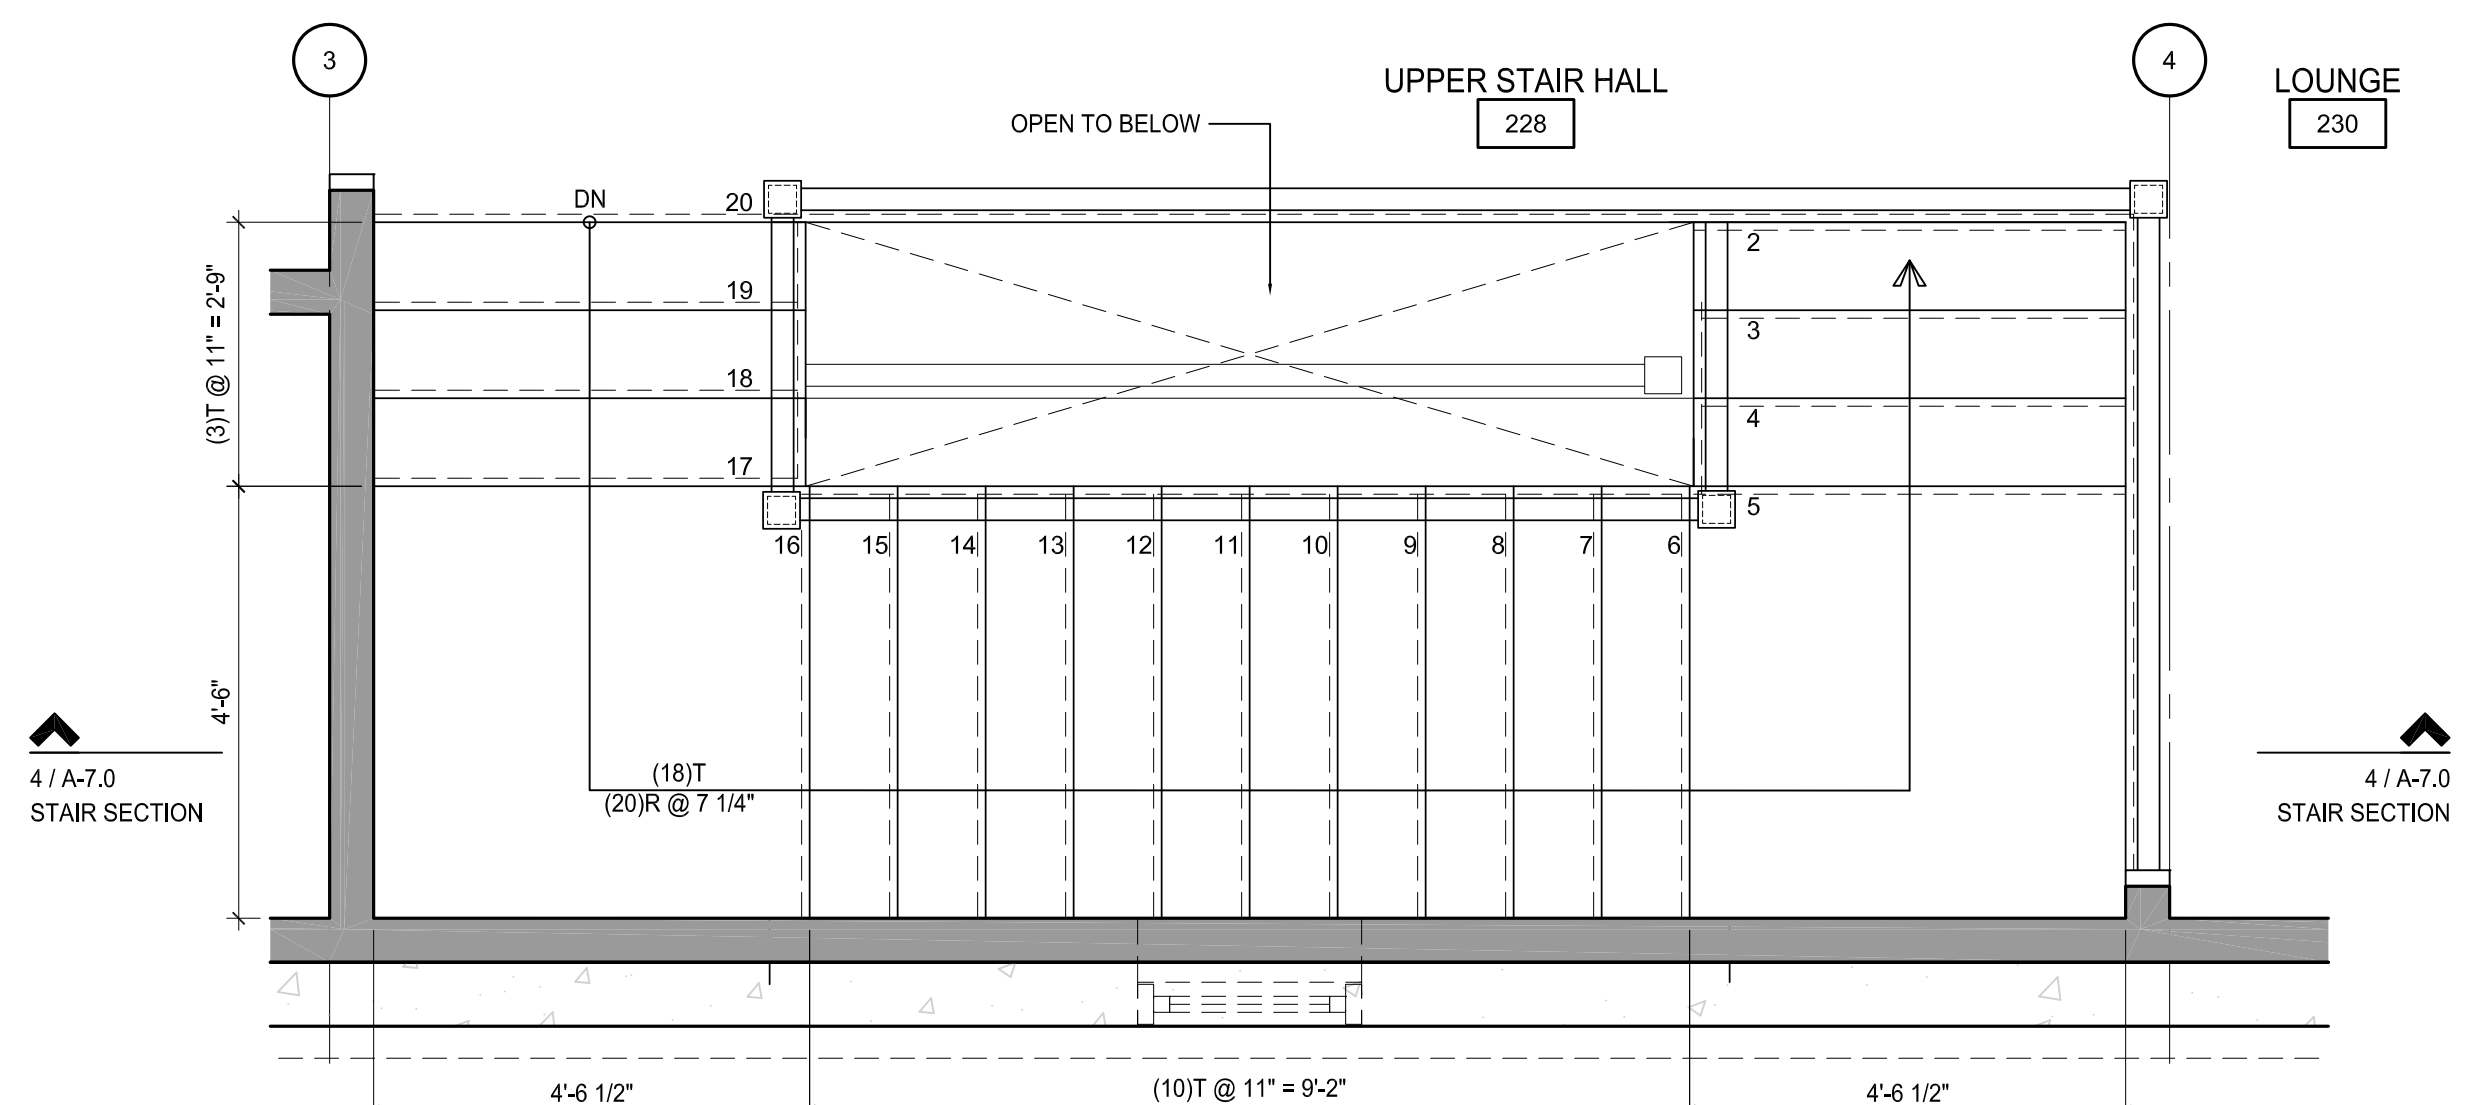 3
4
UPPER STAIR HALL
228
LOUNGE
230
OPEN TO BELOW
DN
20
19
18
17
2
3
4
5
16 15 14 13 12 11 10 9 8 7 6
(3)T @ 11" = 2'-9"
4'-6"
(18)T
(20)R @ 7 1/4"
4 / A-7.0
STAIR SECTION
4 / A-7.0
STAIR SECTION
4'-6 1/2"
(10)T @ 11" = 9'-2"
4'-6 1/2"